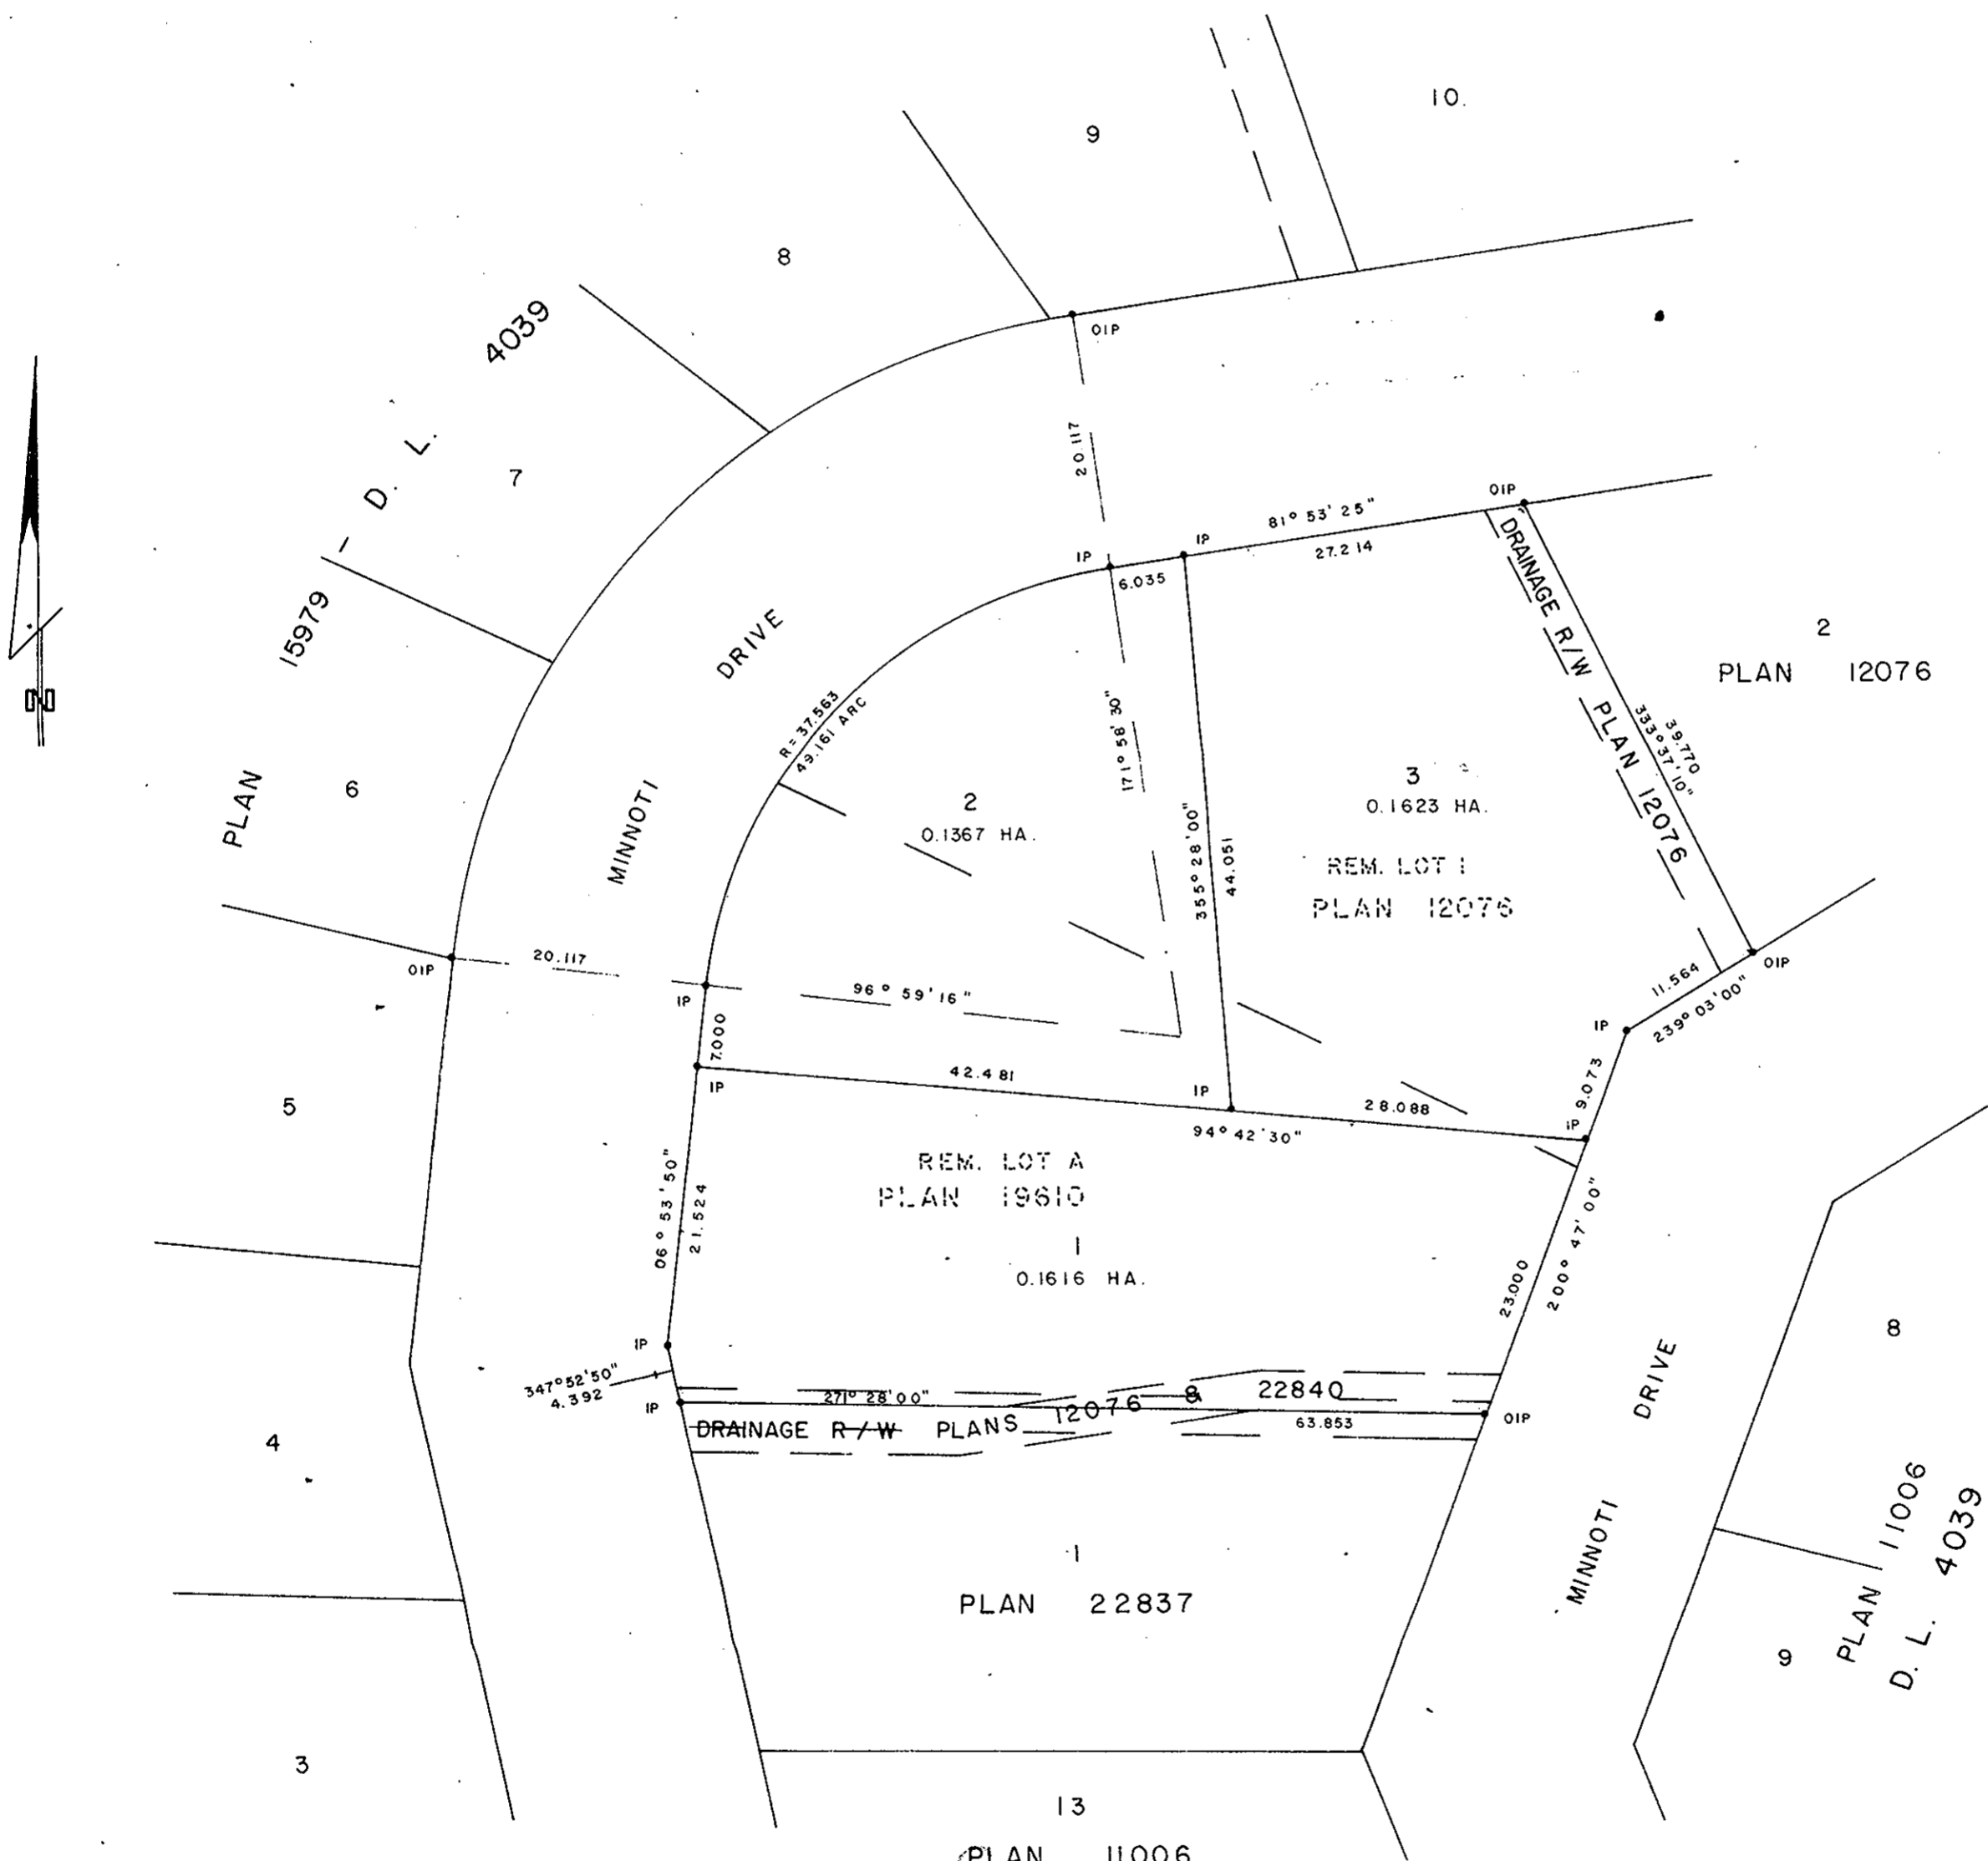 10.
9
8
OIP
D. L. 4039
7
20.117
OIP
81° 53' 25"
27.214
IP
IP
6.035
DRAINAGE R/W PLAN 12076
2
PLAN 12076
PLAN 15979
DRIVE
R = 37.563
49.161 ARC
171° 58' 30"
39.770
333° 37' 10"
6
MINNOTI
2
0.1367 HA.
3
0.1623 HA.
355° 28' 00"
44.051
REM. LOT 1
PLAN 12076
OIP
20.117
IP
96° 59' 16"
11.564
OIP
239° 03' 00"
IP
7.000
IP
42.481
IP
28.088
94° 42' 30"
IP
9.073
5
REM. LOT A
PLAN 19610
1
0.1616 HA.
06° 53' 50"
21.524
23.000
200° 47' 00"
8
IP
347° 52' 50"
4.392
IP
271° 28' 00"
DRAINAGE R/W PLANS 12076 & 22840
63.853
OIP
DRIVE
4
MINNOTI
1
PLAN 22837
PLAN 11006
D. L. 4039
9
3
13
PLAN 11006
N